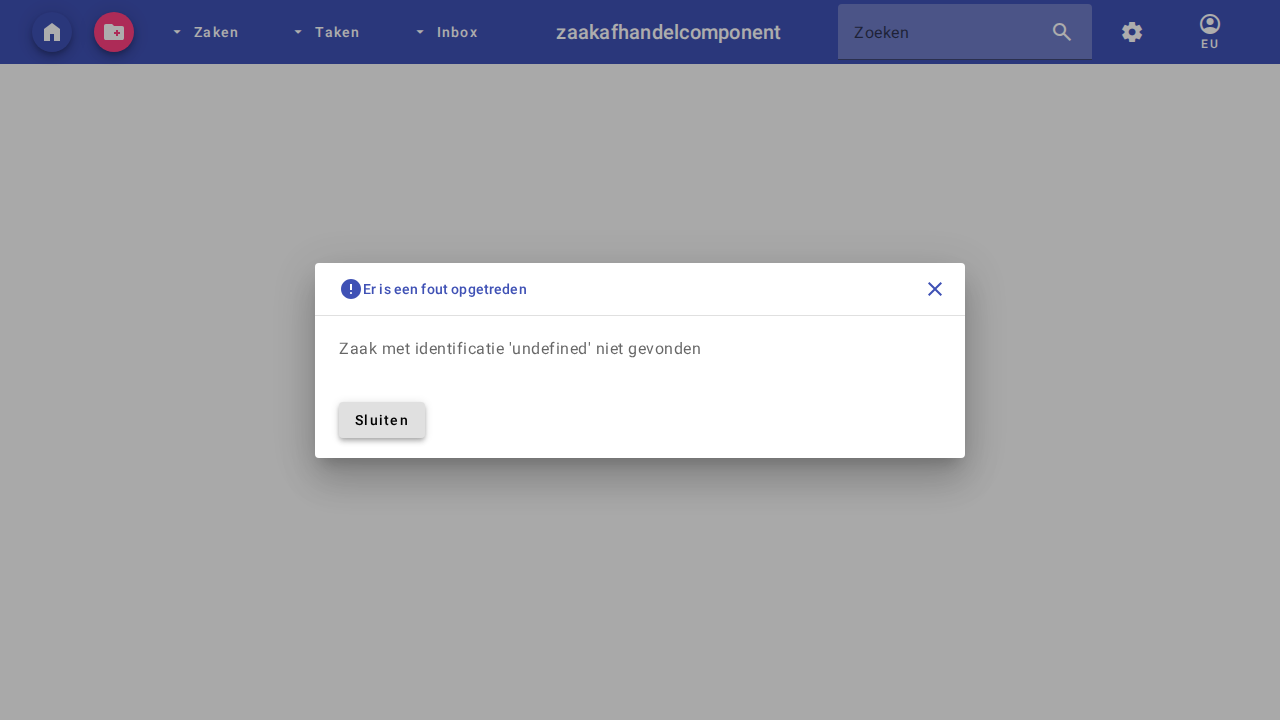 Zaken
Taken
Inbox
zaakafhandelcomponent
Zoeken
EU
Er is een fout opgetreden
Zaak met identificatie 'undefined' niet gevonden
Sluiten